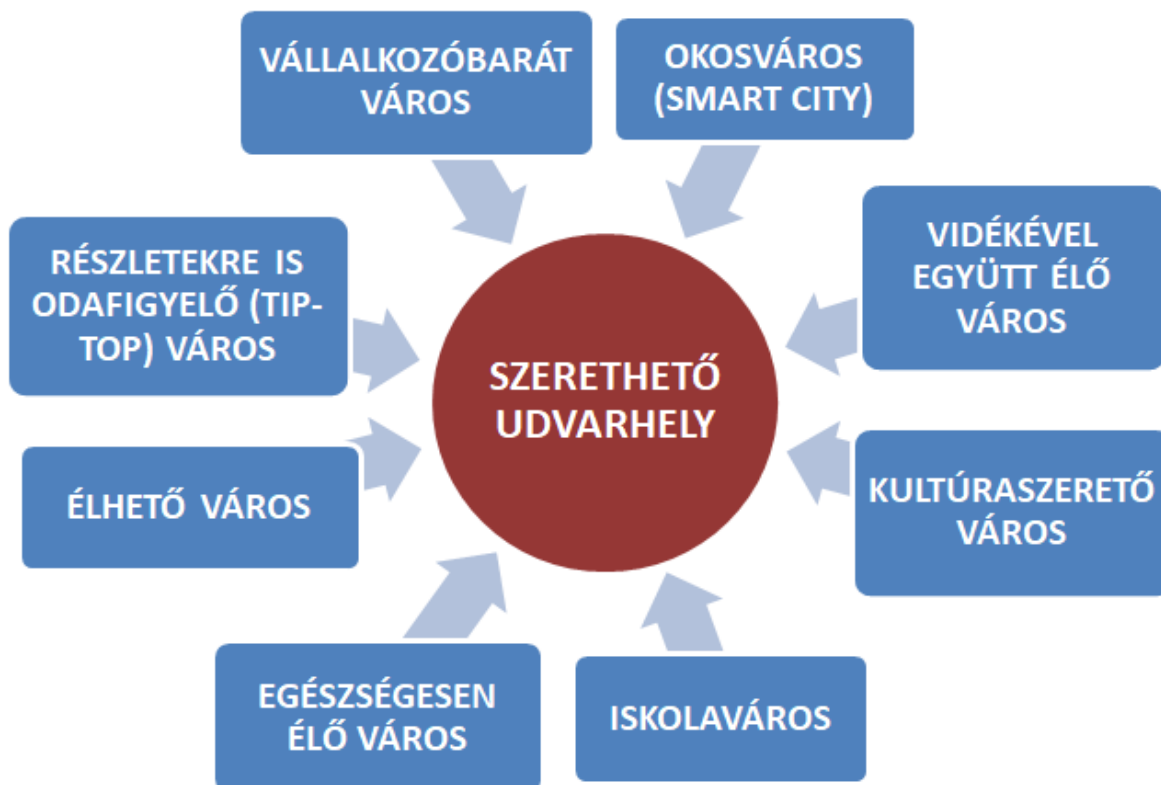 VÁLLALKOZÓBARÁT
VÁROS
OKOSVÁROS
(SMART CITY)
RÉSZLETEKRE IS
ODAFIGYELŐ (TIP-
TOP) VÁROS
VIDÉKÉVEL
EGYÜTT ÉLŐ
VÁROS
SZERETHETŐ
UDVARHELY
ÉLHETŐ VÁROS
KULTÚRASZERETŐ
VÁROS
EGÉSZSÉGESEN
ÉLŐ VÁROS
ISKOLAVÁROS